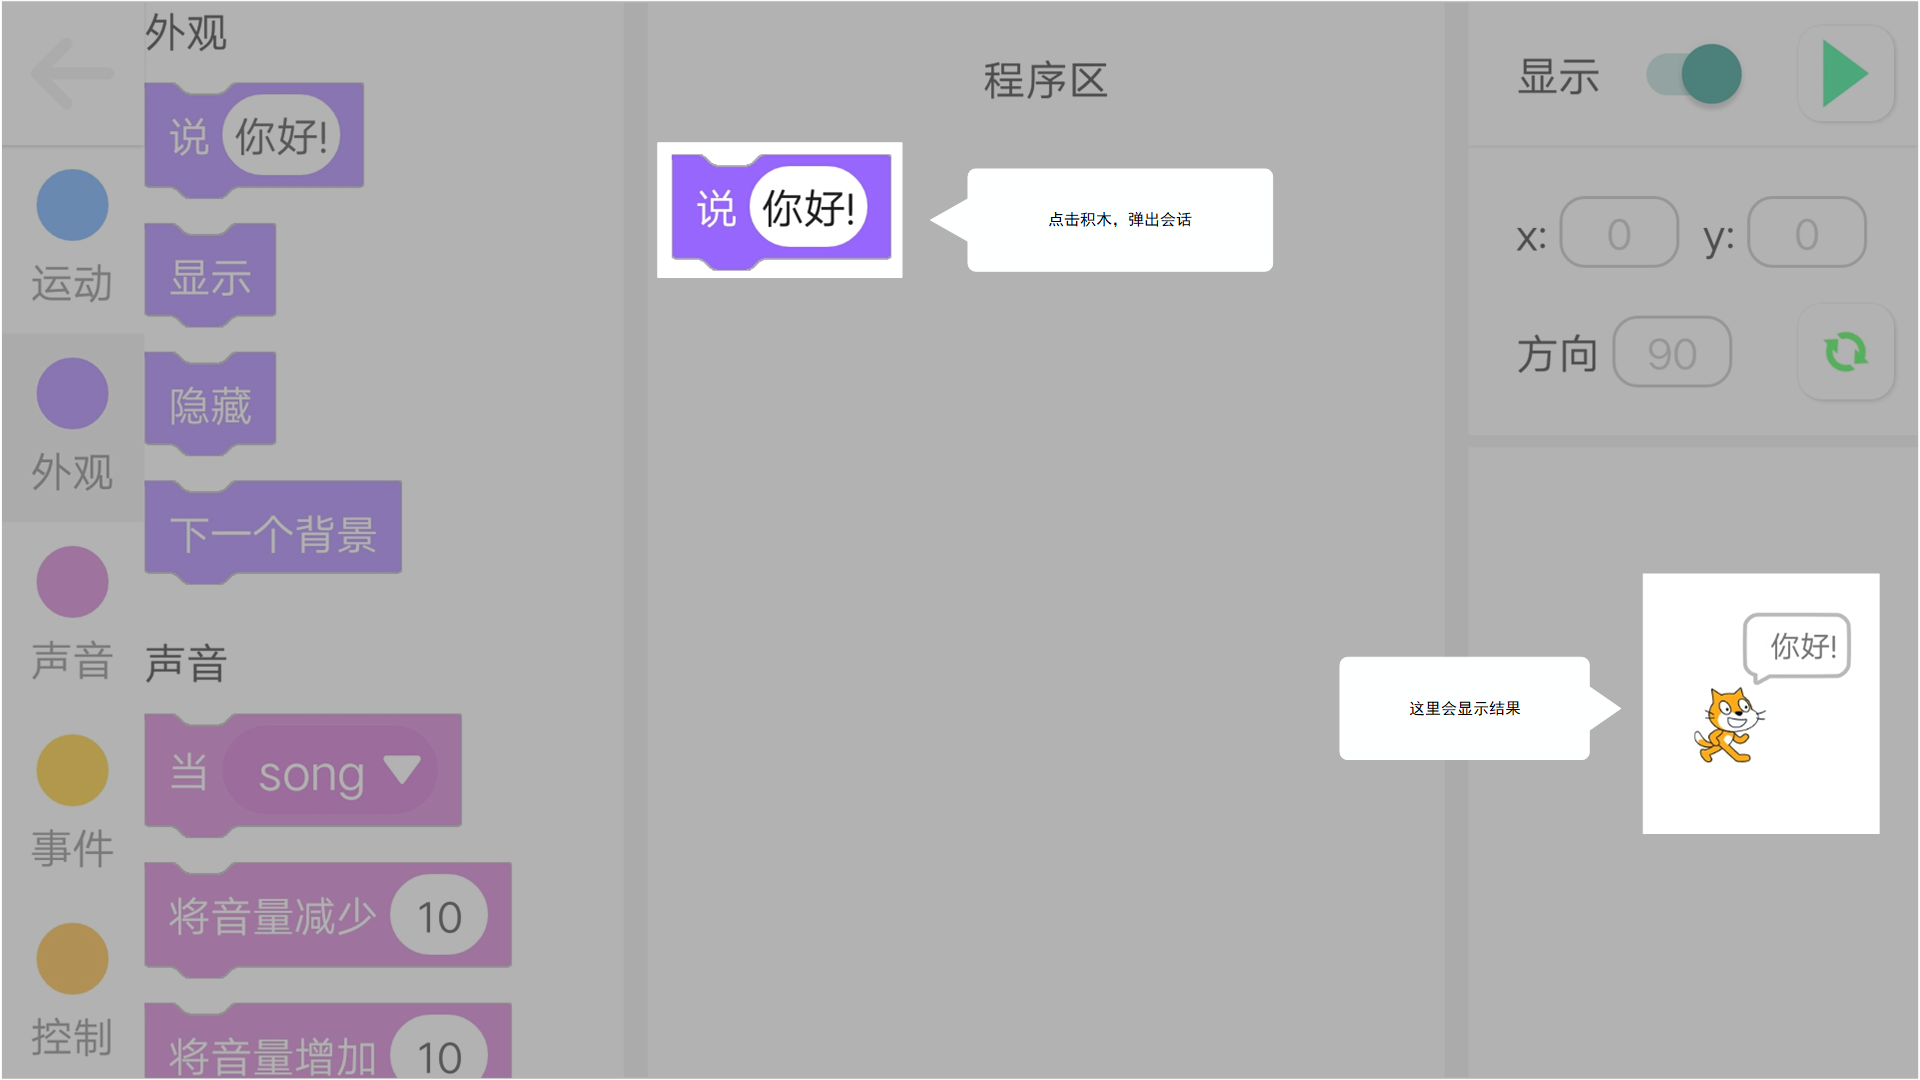 运动
外观
声音
事件
控制
外观
说 你好!
显示
隐藏
下一个背景
声音
当 song
将音量减少 10
将音量增加 10
程序区
说 你好!
点击积木，弹出会话
显示
x: 0 y: 0
方向 90
你好!
这里会显示结果